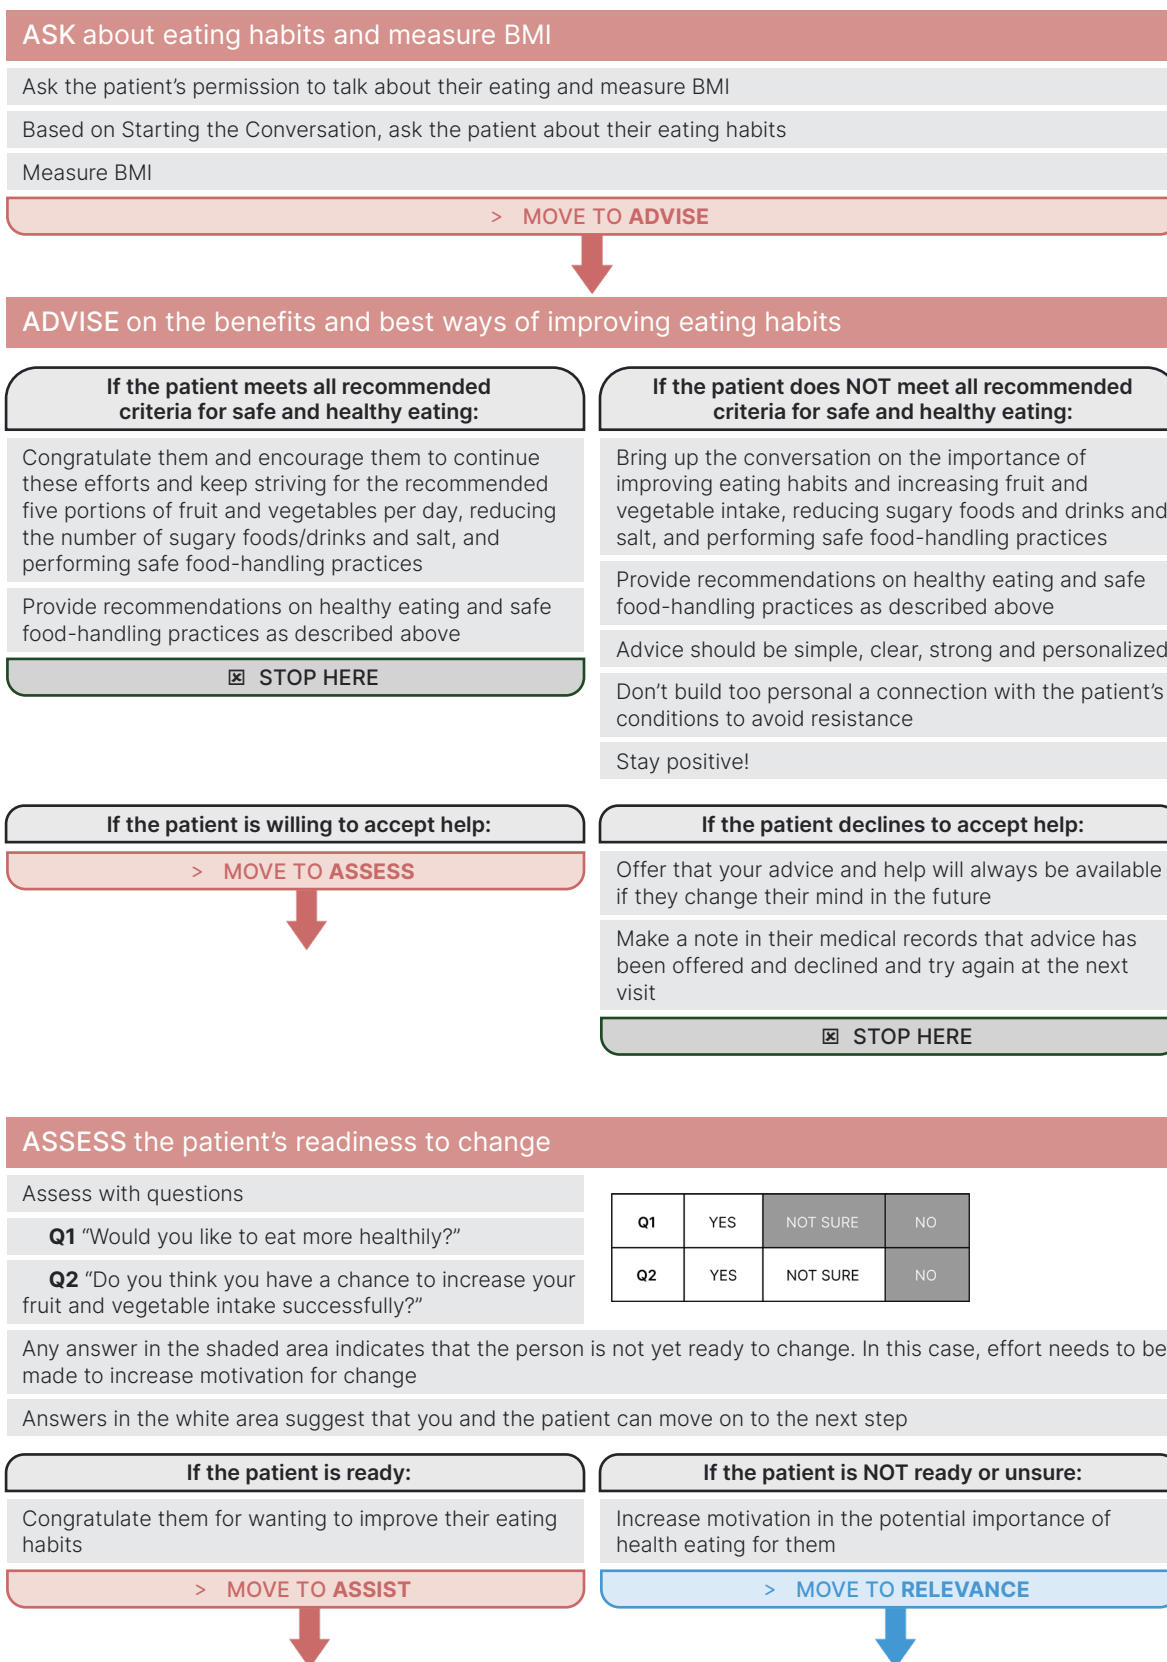 ASK about eating habits and measure BMI
Ask the patient’s permission to talk about their eating and measure BMI
Based on Starting the Conversation, ask the patient about their eating habits
Measure BMI
> MOVE TO ADVISE
ADVISE on the benefits and best ways of improving eating habits
If the patient meets all recommended
criteria for safe and healthy eating:
Congratulate them and encourage them to continue
these efforts and keep striving for the recommended
five portions of fruit and vegetables per day, reducing
the number of sugary foods/drinks and salt, and
performing safe food-handling practices
Provide recommendations on healthy eating and safe
food-handling practices as described above
☒ STOP HERE
If the patient does NOT meet all recommended
criteria for safe and healthy eating:
Bring up the conversation on the importance of
improving eating habits and increasing fruit and
vegetable intake, reducing sugary foods and drinks and
salt, and performing safe food-handling practices
Provide recommendations on healthy eating and safe
food-handling practices as described above
Advice should be simple, clear, strong and personalized
Don’t build too personal a connection with the patient’s
conditions to avoid resistance
Stay positive!
If the patient is willing to accept help:
> MOVE TO ASSESS
If the patient declines to accept help:
Offer that your advice and help will always be available
if they change their mind in the future
Make a note in their medical records that advice has
been offered and declined and try again at the next
visit
☒ STOP HERE
ASSESS the patient’s readiness to change
Assess with questions
Q1 “Would you like to eat more healthily?”
Q2 “Do you think you have a chance to increase your
fruit and vegetable intake successfully?”
Q1 YES NOT SURE NO
Q2 YES NOT SURE NO
Any answer in the shaded area indicates that the person is not yet ready to change. In this case, effort needs to be
made to increase motivation for change
Answers in the white area suggest that you and the patient can move on to the next step
If the patient is ready:
Congratulate them for wanting to improve their eating
habits
> MOVE TO ASSIST
If the patient is NOT ready or unsure:
Increase motivation in the potential importance of
health eating for them
> MOVE TO RELEVANCE